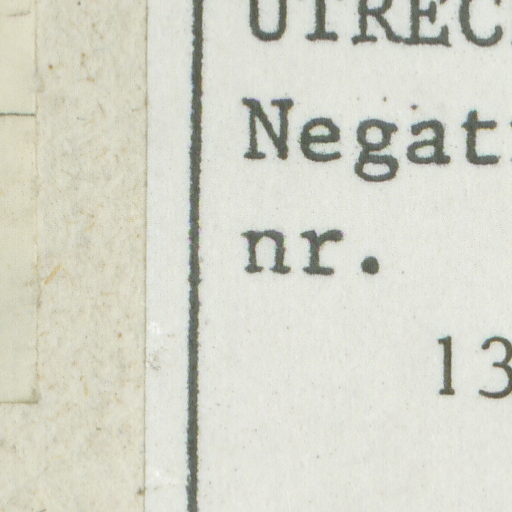 UTREC
Negat
nr.
13